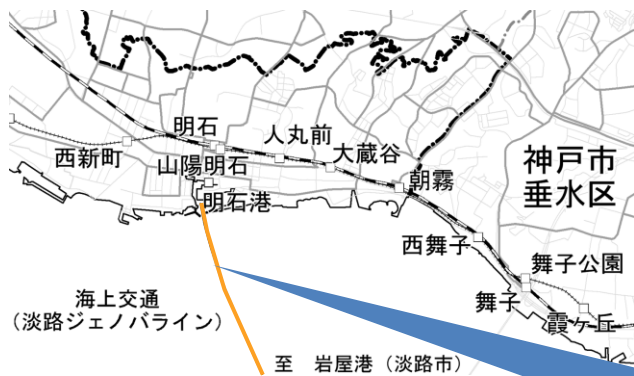 明石
人丸前
西新町
山陽明石
大蔵谷
神戸市
垂水区
朝霧
明石港
西舞子
舞子公園
海上交通
（淡路ジェノバライン）
舞子
霞ヶ丘
至 岩屋港（淡路市）